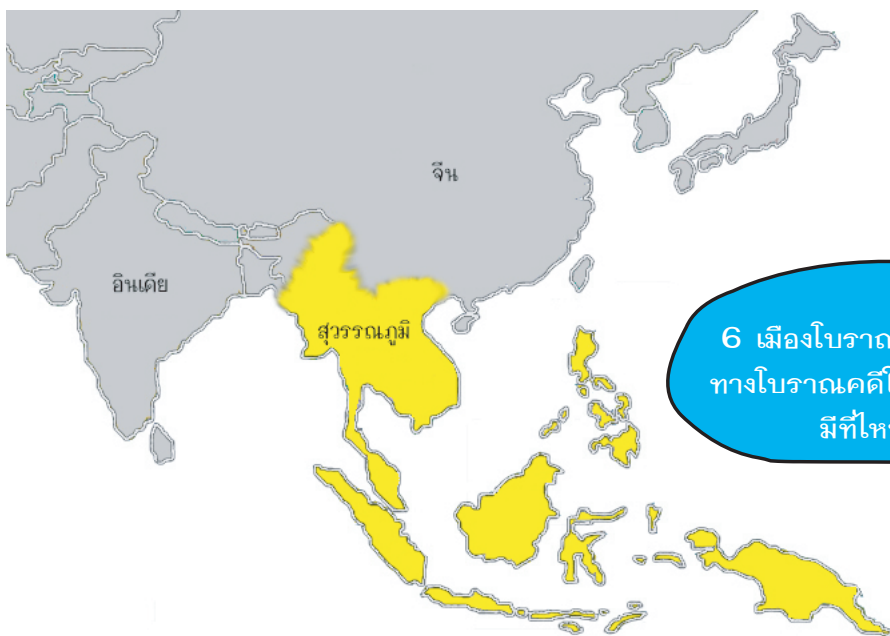 จีน
อินเดีย
สุวรรณภูมิ
6 เมืองโบราณ
ทางโบราณคดี
มีที่ไหน